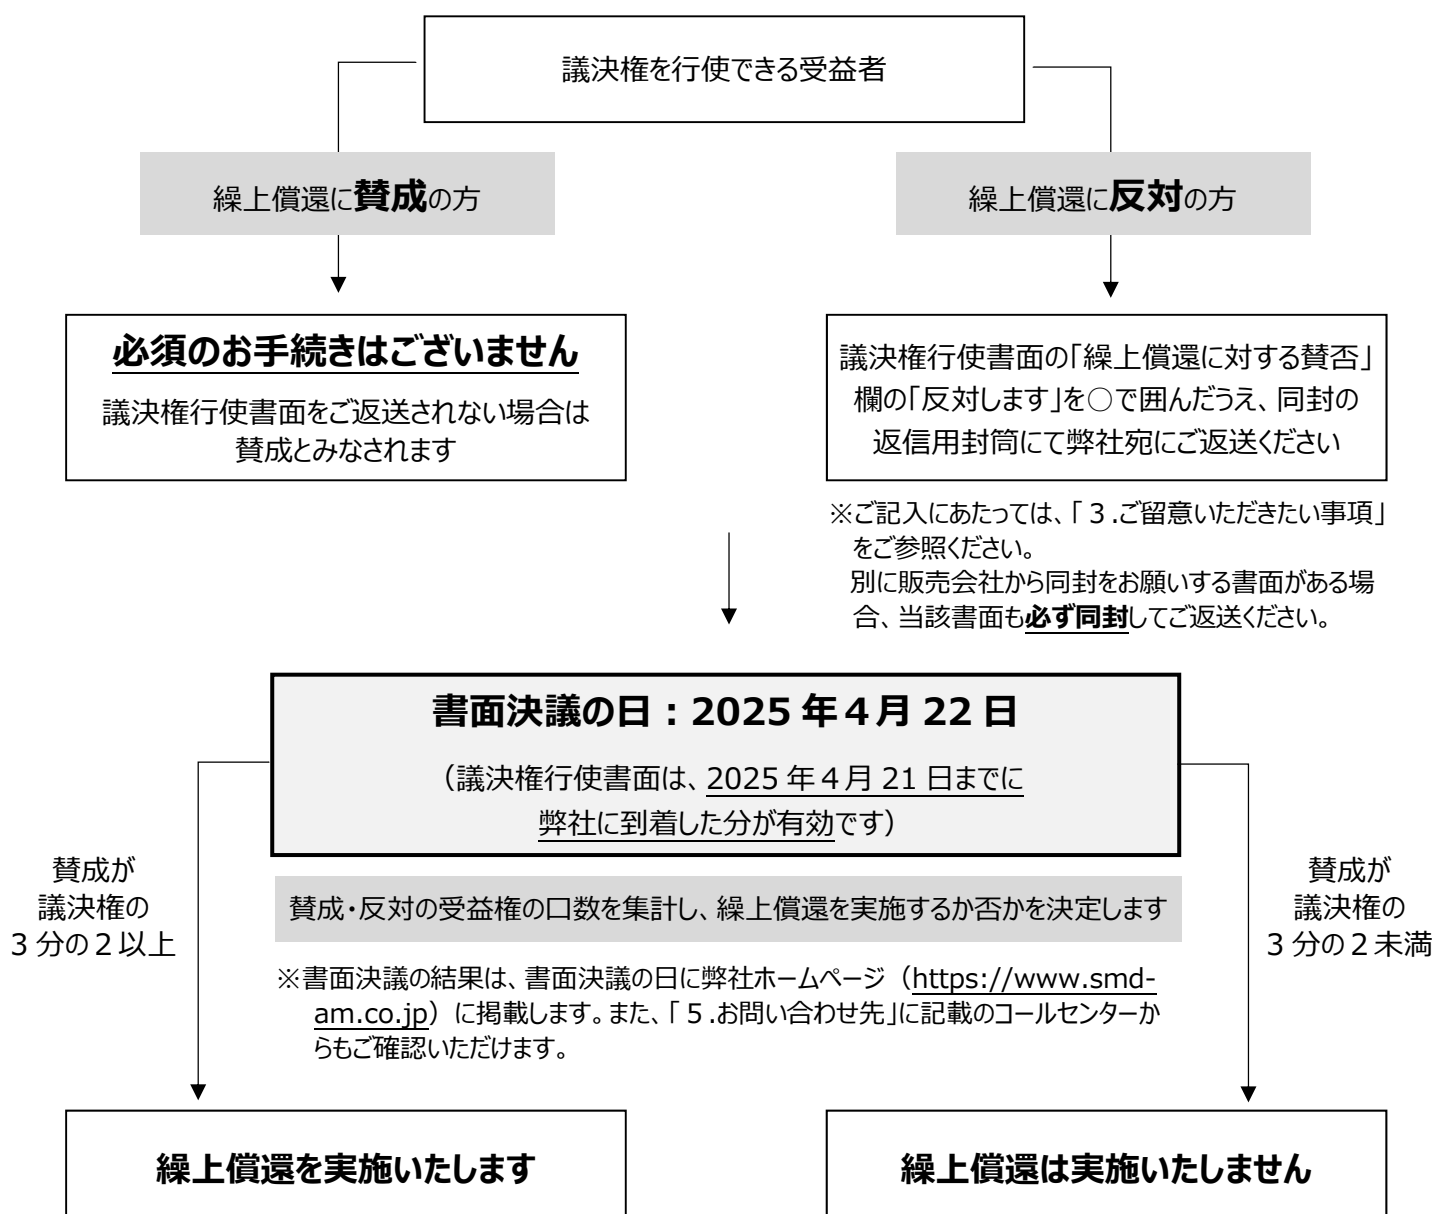 議決権を行使できる受益者
繰上償還に賛成の方
繰上償還に反対の方
必須のお手続きはございません
議決権行使書面をご返送されない場合は
賛成とみなされます
議決権行使書面の「繰上償還に対する賛否」
欄の「反対します」を○で囲んだうえ、同封の
返信用封筒にて弊社宛にご返送ください
※ご記入にあたっては、「３.ご留意いただきたい事項」
をご参照ください。
別に販売会社から同封をお願いする書面がある場
合、当該書面も必ず同封してご返送ください。
書面決議の日：2025 年４月 22 日
（議決権行使書面は、2025 年４月 21 日までに
弊社に到着した分が有効です）
賛成が
議決権の
３分の２以上
賛成が
議決権の
３分の２未満
賛成・反対の受益権の口数を集計し、繰上償還を実施するか否かを決定します
※書面決議の結果は、書面決議の日に弊社ホームページ（https://www.smd-
am.co.jp）に掲載します。また、「５.お問い合わせ先」に記載のコールセンターか
らもご確認いただけます。
繰上償還を実施いたします
繰上償還は実施いたしません